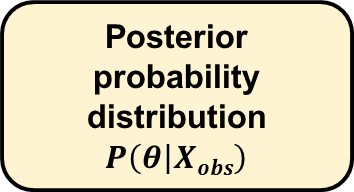 Posterior
probability
distribution
P(θ|X_obs)